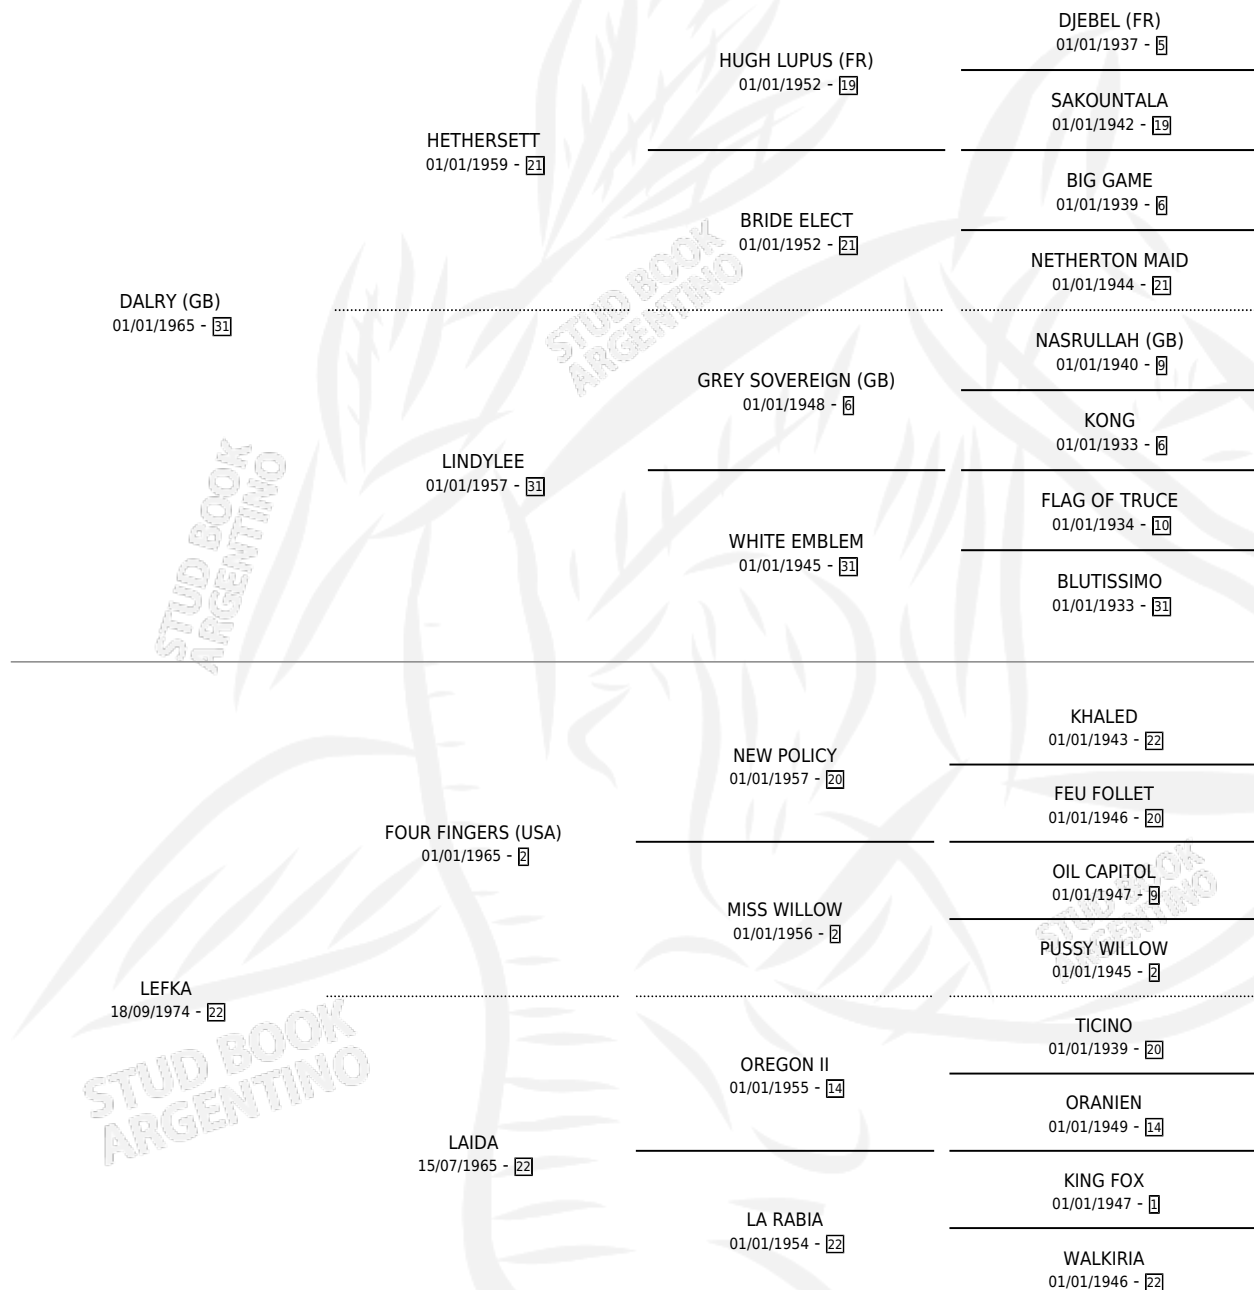 DJEBEL (FR)
01/01/1937 - 5
HUGH LUPUS (FR)
01/01/1952 - 19
SAKOUNTALA
01/01/1942 - 19
HETHERSETT
01/01/1959 - 21
BIG GAME
01/01/1939 - 6
BRIDE ELECT
01/01/1952 - 21
NETHERTON MAID
01/01/1944 - 21
DALRY (GB)
01/01/1965 - 31
NASRULLAH (GB)
01/01/1940 - 9
GREY SOVEREIGN (GB)
01/01/1948 - 6
KONG
01/01/1933 - 6
LINDYLEE
01/01/1957 - 31
FLAG OF TRUCE
01/01/1934 - 10
WHITE EMBLEM
01/01/1945 - 31
BLUTISSIMO
01/01/1933 - 31
KHALED
01/01/1943 - 22
NEW POLICY
01/01/1957 - 20
FEU FOLLET
01/01/1946 - 20
FOUR FINGERS (USA)
01/01/1965 - 2
OIL CAPITOL
01/01/1947 - 9
MISS WILLOW
01/01/1956 - 2
PUSSY WILLOW
01/01/1945 - 2
LEFKA
18/09/1974 - 22
TICINO
01/01/1939 - 20
OREGON II
01/01/1955 - 14
ORANIEN
01/01/1949 - 14
LAIDA
15/07/1965 - 22
KING FOX
01/01/1947 - 1
LA RABIA
01/01/1954 - 22
WALKIRIA
01/01/1946 - 22
STUD BOOK
ARGENTINO
STUD BOOK
ARGENTINO
STUD BOOK
ARGENTINO
STUD BOOK
ARGENTINO